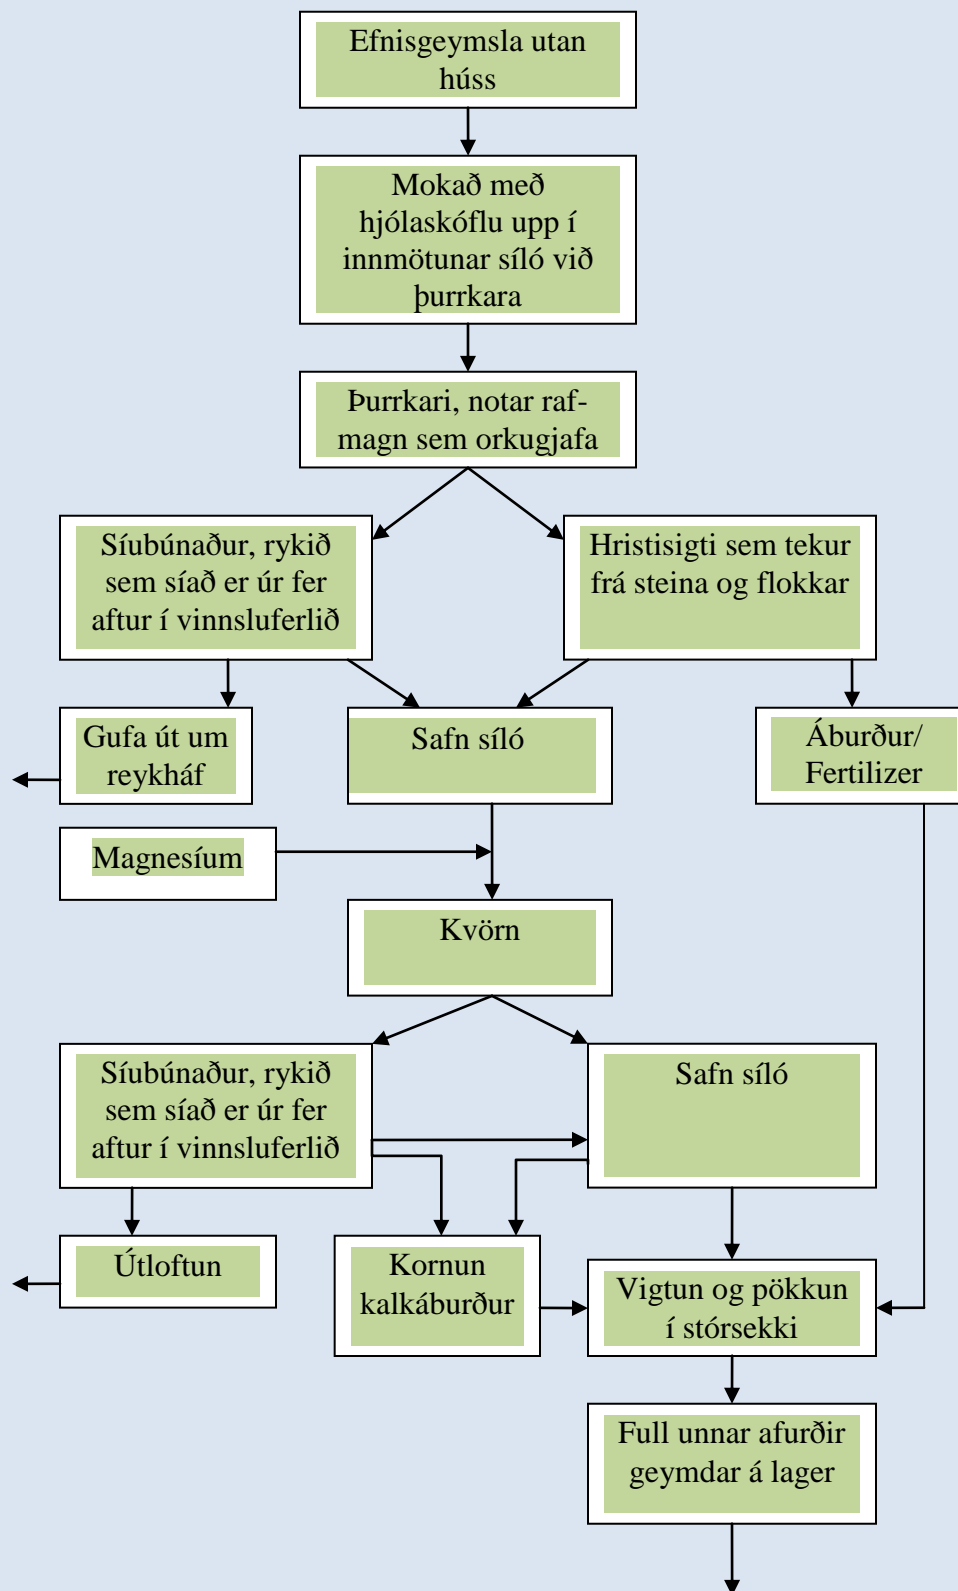 Efnisgeymsla utan
húss
Mokað með
hjólaskóflu upp í
innmötunar síló við
þurrkara
Þurrkari, notar raf-
magn sem orkugjafa
Síubúnaður, rykið
sem síað er úr fer
aftur í vinnsluferlið
Hristisigti sem tekur
frá steina og flokkar
Gufa út um
reykháf
Safn síló
Áburður/
Fertilizer
Magnesíum
Kvörn
Síubúnaður, rykið
sem síað er úr fer
aftur í vinnsluferlið
Safn síló
Útloftun
Kornun
kalkáburður
Vigtun og pökkun
í stórsekki
Full unnar afurðir
geymdar á lager